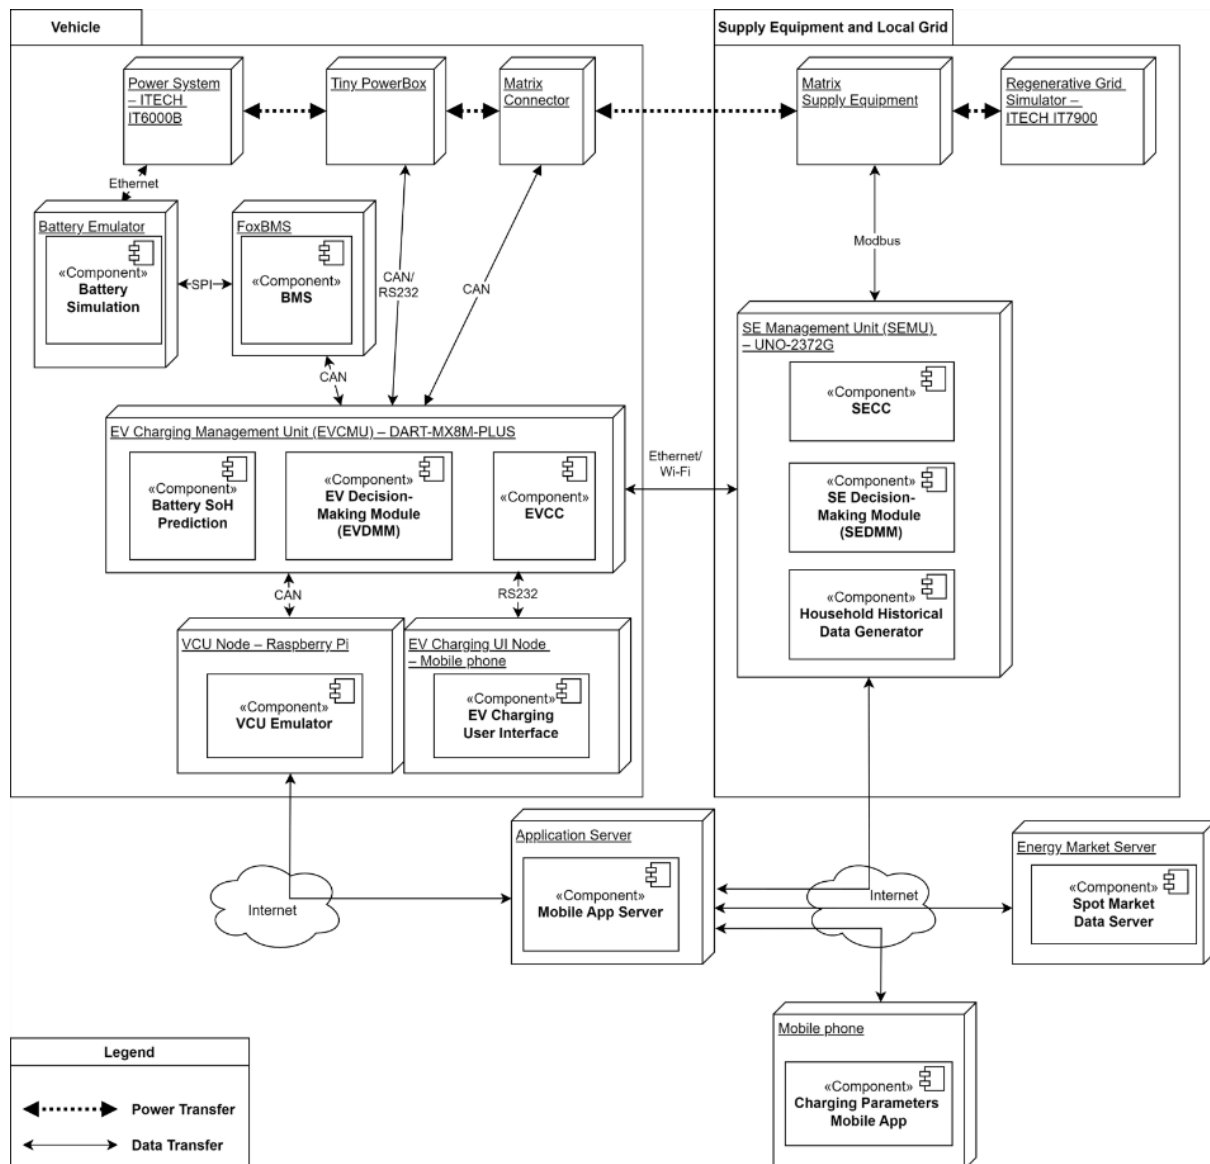 Vehicle
Supply Equipment and Local Grid
Power System
– ITECH
IT6000B
Tiny PowerBox
Matrix
Connector
Matrix
Supply Equipment
Regenerative Grid
Simulator –
ITECH IT7900
Ethernet
Battery Emulator
«Component»
Battery
Simulation
SPI
FoxBMS
«Component»
BMS
CAN/
RS232
CAN
Modbus
CAN
SE Management Unit (SEMU)
– UNO-2372G
«Component»
SECC
«Component»
SE Decision-
Making Module
(SEDMM)
«Component»
Household Historical
Data Generator
EV Charging Management Unit (EVCMU) – DART-MX8M-PLUS
«Component»
Battery SoH
Prediction
«Component»
EV Decision-
Making Module
(EVDMM)
«Component»
EVCC
Ethernet/
Wi-Fi
CAN
RS232
VCU Node – Raspberry Pi
«Component»
VCU Emulator
EV Charging UI Node
– Mobile phone
«Component»
EV Charging
User Interface
Internet
Application Server
«Component»
Mobile App Server
Internet
Energy Market Server
«Component»
Spot Market
Data Server
Mobile phone
«Component»
Charging Parameters
Mobile App
Legend
Power Transfer
Data Transfer